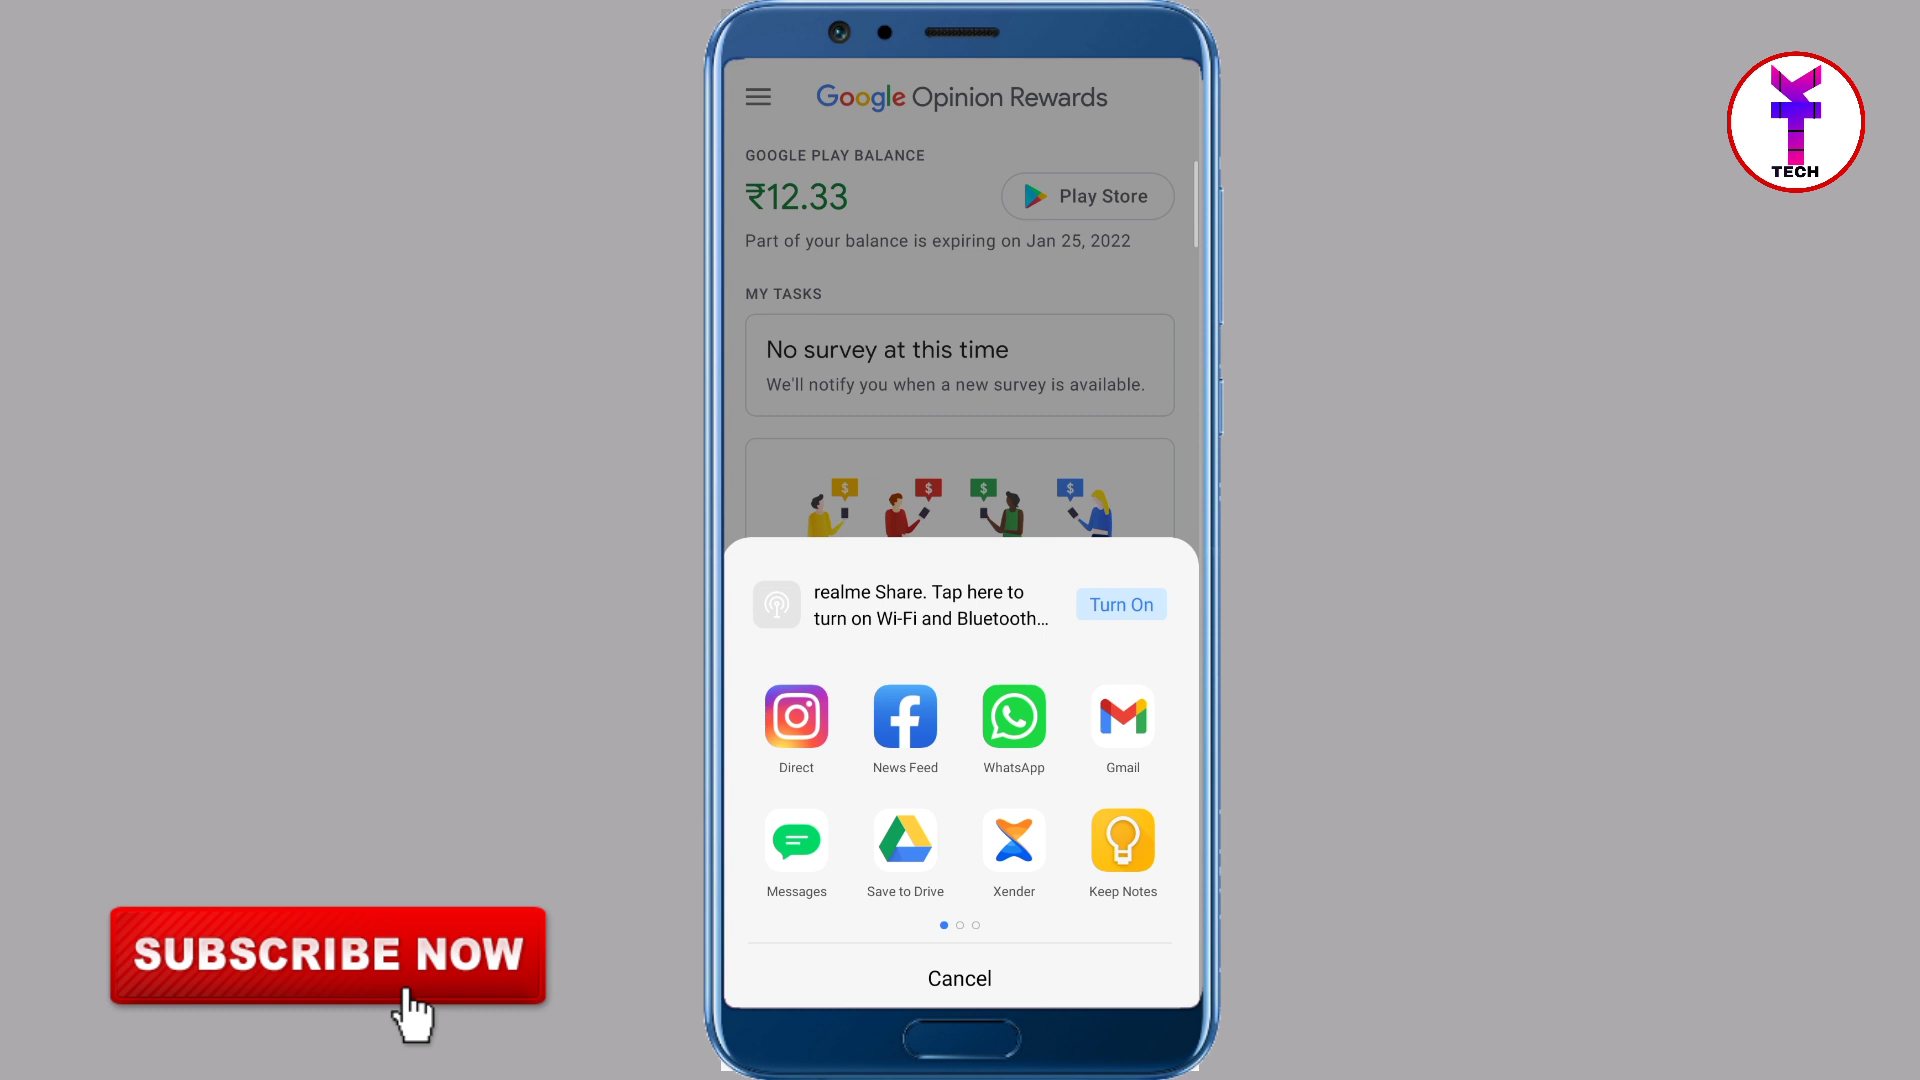 Google Opinion Rewards
GOOGLE PLAY BALANCE
₹12.33
Play Store
Part of your balance is expiring on Jan 25, 2022
MY TASKS
No survey at this time
We'll notify you when a new survey is available.
$ $ $ $
realme Share. Tap here to
turn on Wi-Fi and Bluetooth...
Turn On
Direct
News Feed
WhatsApp
Gmail
Messages
Save to Drive
Xender
Keep Notes
Cancel
TECH
SUBSCRIBE NOW